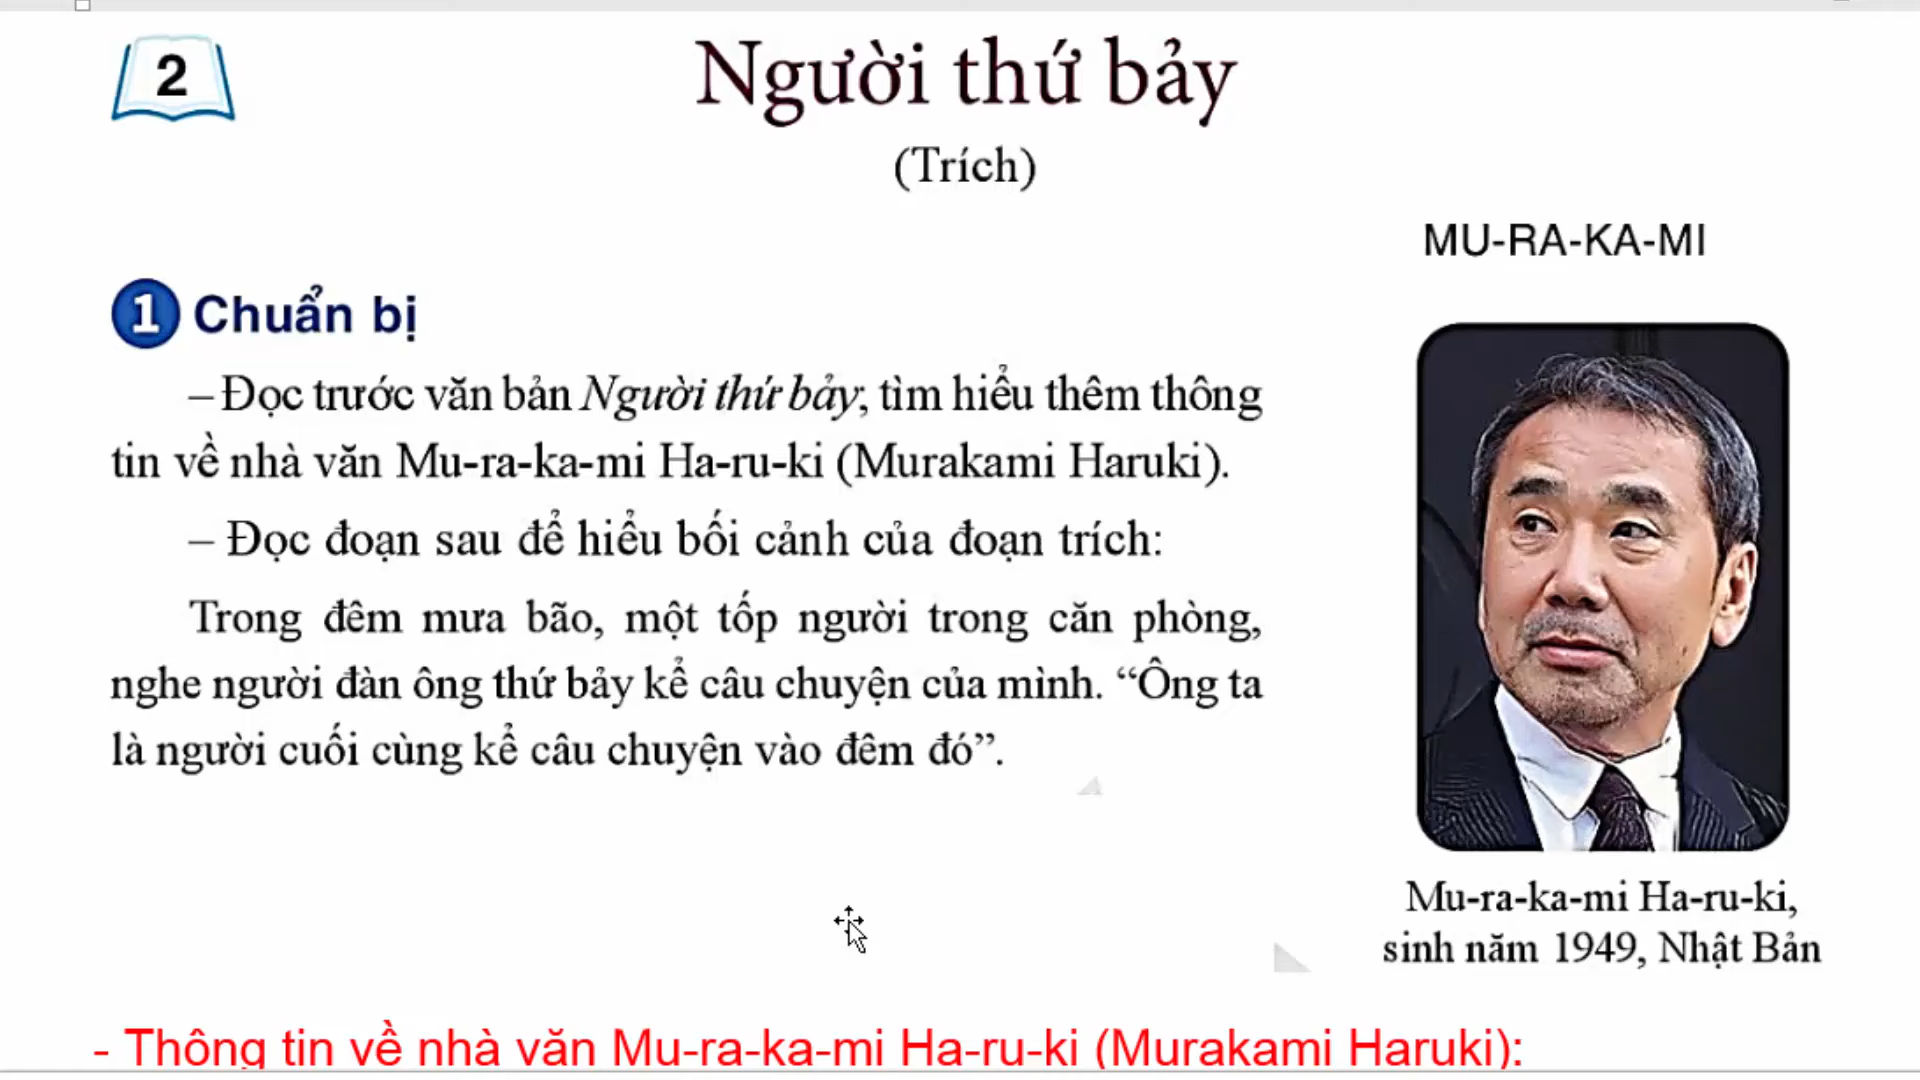 2
Người thứ bảy
(Trích)
MU-RA-KA-MI
1 Chuẩn bị
– Đọc trước văn bản Người thứ bảy; tìm hiểu thêm thông
tin về nhà văn Mu-ra-ka-mi Ha-ru-ki (Murakami Haruki).
– Đọc đoạn sau để hiểu bối cảnh của đoạn trích:
Trong đêm mưa bão, một tốp người trong căn phòng,
nghe người đàn ông thứ bảy kể câu chuyện của mình. “Ông ta
là người cuối cùng kể câu chuyện vào đêm đó”.
Mu-ra-ka-mi Ha-ru-ki,
sinh năm 1949, Nhật Bản
- Thông tin về nhà văn Mu-ra-ka-mi Ha-ru-ki (Murakami Haruki):